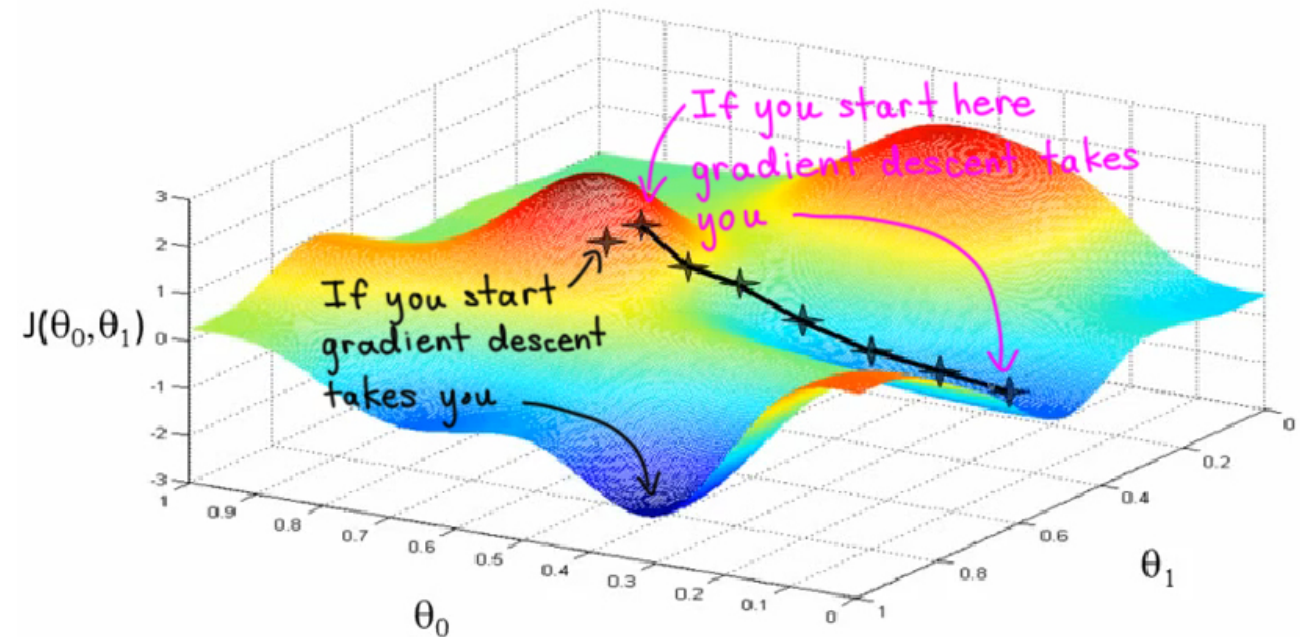 If you start here
gradient descent takes
you
If you start
gradient descent
takes you
J(θ₀,θ₁)
3
2
1
0
-1
-2
-3
1
0.9
0.8
0.7
0.6
0.5
0.4
0.3
0.2
0.1
0
θ₀
1
0.8
0.6
0.4
0.2
0
θ₁